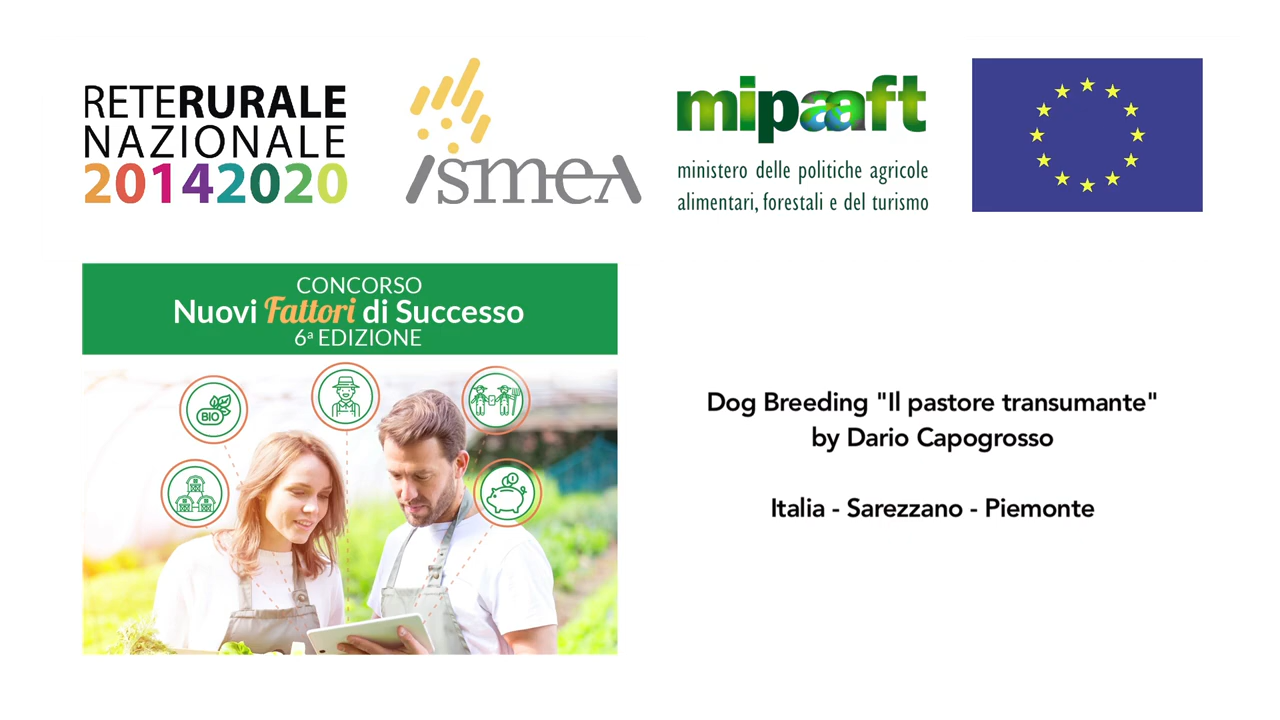 RETERURALE
NAZIONALE
20142020
ismeA
mipaaft
ministero delle politiche agricole
alimentari, forestali e del turismo
CONCORSO
Nuovi Fattori di Successo
6ª EDIZIONE
BIO
Dog Breeding "Il pastore transumante"
by Dario Capogrosso
Italia - Sarezzano - Piemonte